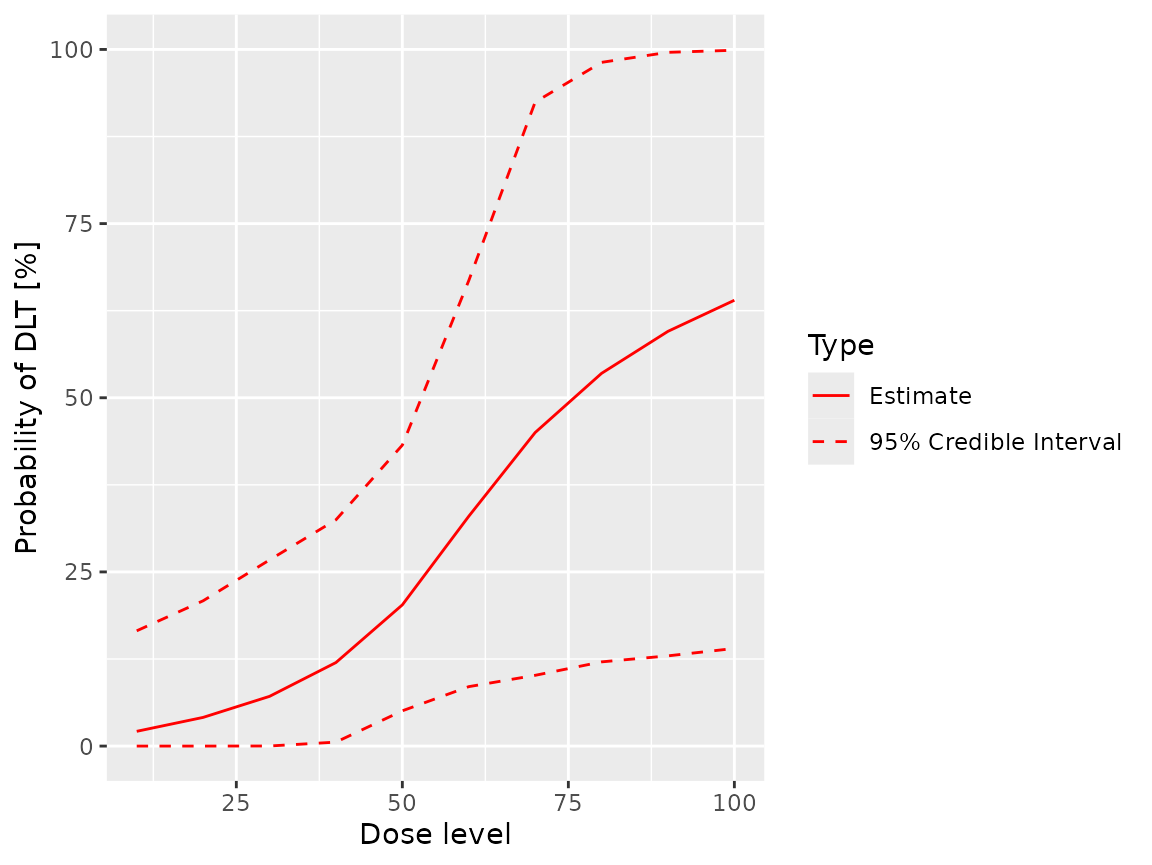 Probability of DLT [%]
100
75
50
25
0
25 50 75 100
Dose level
Type
Estimate
95% Credible Interval